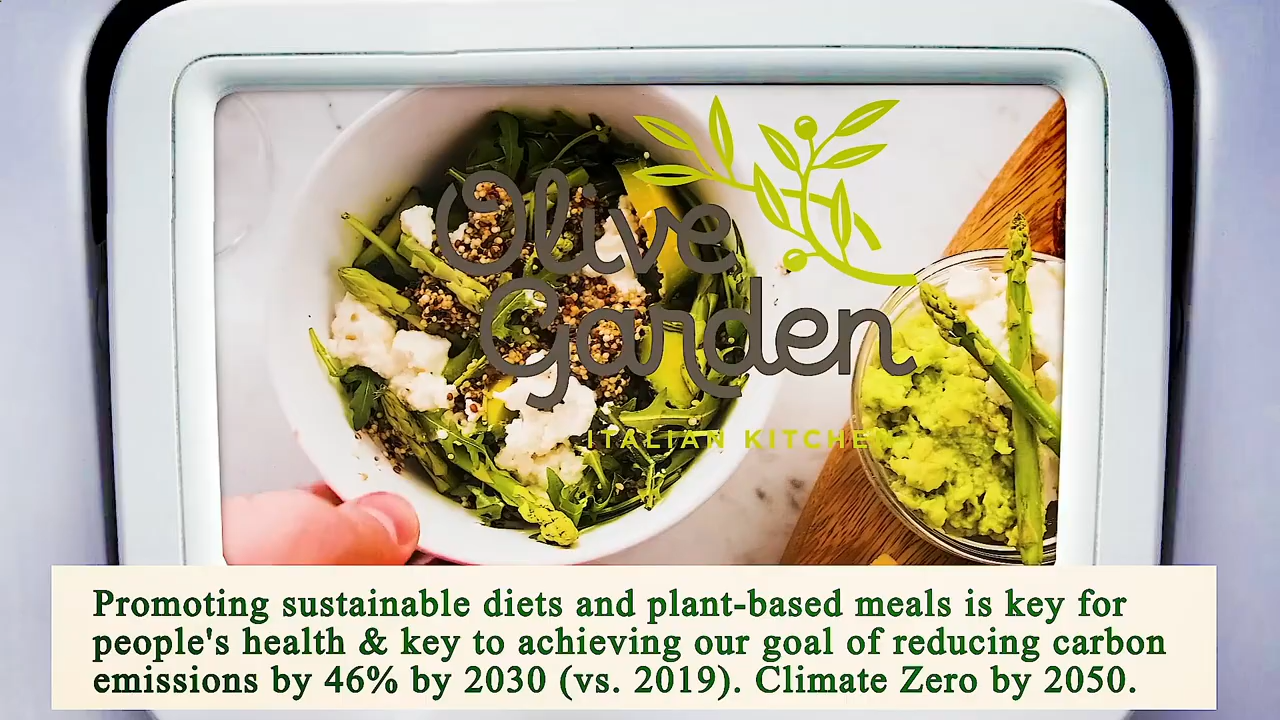 Olive
Garden
ITALIAN KITCHEN
Promoting sustainable diets and plant-based meals is key for
people's health & key to achieving our goal of reducing carbon
emissions by 46% by 2030 (vs. 2019). Climate Zero by 2050.